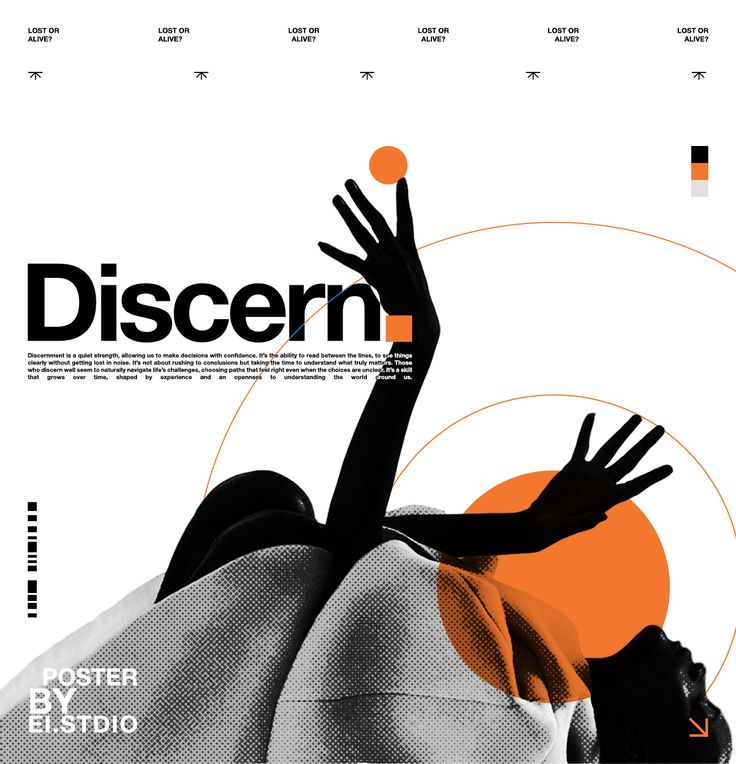 LOST OR LOST OR LOST OR LOST OR LOST OR LOST OR
ALIVE? ALIVE? ALIVE? ALIVE? ALIVE? ALIVE?
Discern.
Discernment is a quiet strength, allowing us to make decisions with confidence. It's the ability to read between the lines, to see things
clearly without getting lost in noise. It's not about rushing to conclusions but taking the time to understand what truly matters. Those
who discern well seem to naturally navigate life's challenges, choosing paths that feel right even when the choices are unclear. It's a skill
that grows over time, shaped by experience and an openness to understanding the world around us.
POSTER
BY
EI.STDIO